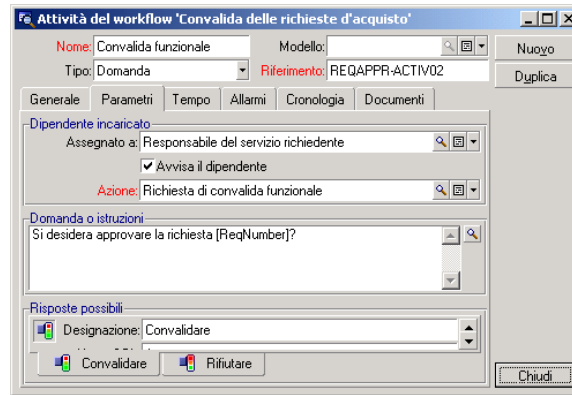 Attività del workflow 'Convalida delle richieste d'acquisto'
Nome: Convalida funzionale Modello: Nuovo
Tipo: Domanda Riferimento: REQAPPR-ACTIV02 Duplica
Generale Parametri Tempo Allarmi Cronologia Documenti
Dipendente incaricato
Assegnato a: Responsabile del servizio richiedente
Avvisa il dipendente
Azione: Richiesta di convalida funzionale
Domanda o istruzioni
Si desidera approvare la richiesta [ReqNumber]?
Risposte possibili
Designazione: Convalidare
Convalidare Rifiutare
Chiudi